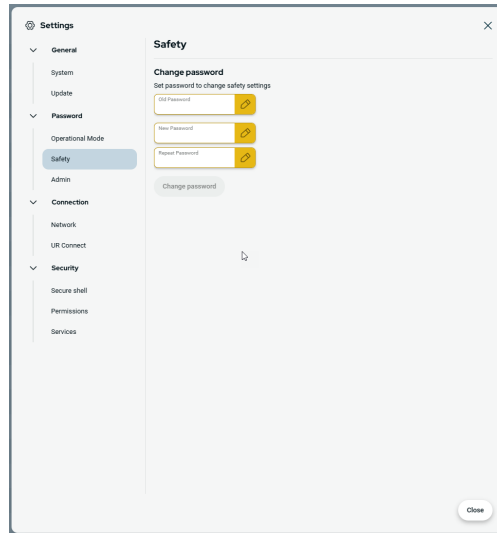 Settings
General
System
Update
Password
Operational Mode
Safety
Admin
Connection
Network
UR Connect
Security
Secure shell
Permissions
Services
Safety
Change password
Set password to change safety settings
Old Password
New Password
Repeat Password
Change password
Close